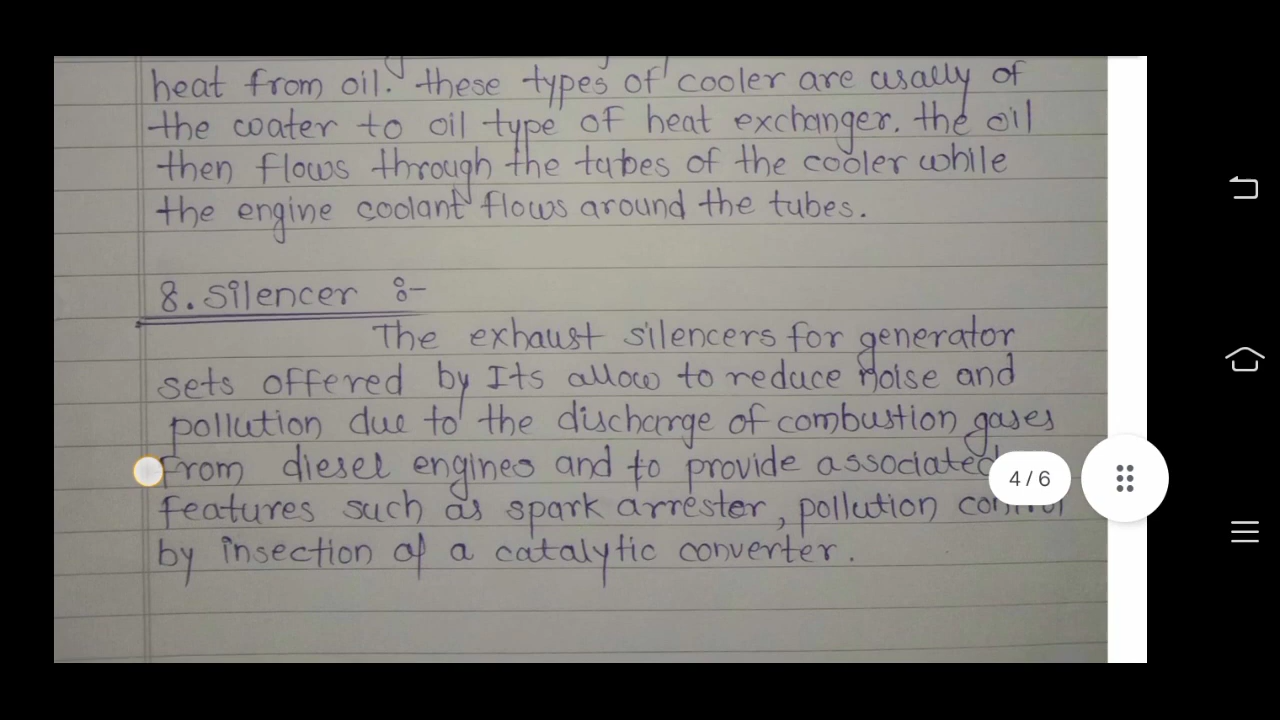 heat from oil. these types of cooler are usally of
the water to oil type of heat exchanger. the oil
then flows through the tubes of the cooler while
the engine coolant flows around the tubes.
8. Silencer :-
The exhaust silencers for generator
sets offered by Its allow to reduce noise and
pollution due to the discharge of combustion gases
from diesel engines and to provide associated
features such as spark arrester, pollution control
by insection of a catalytic converter.
4/6